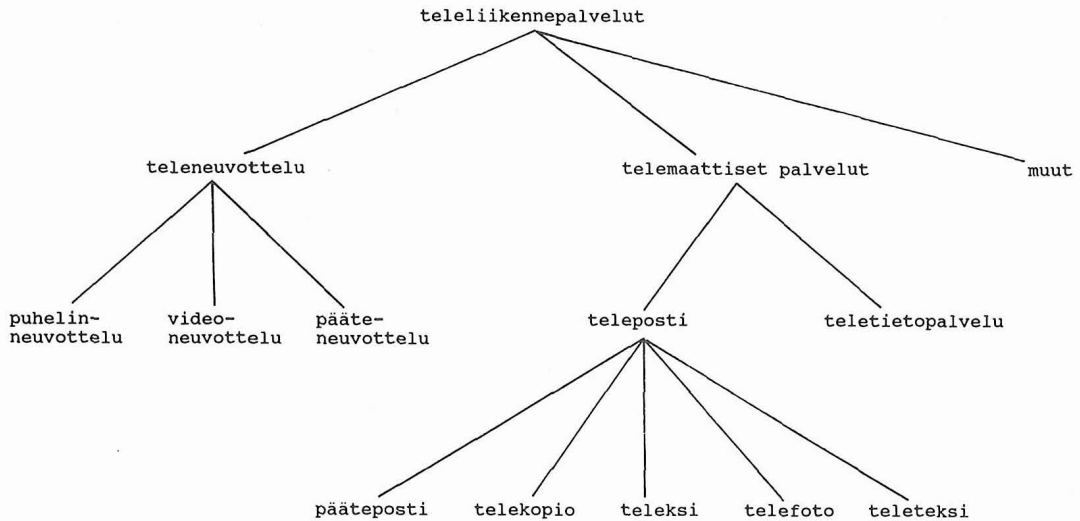 teleliikennepalvelut
teleneuvottelu
telemaattiset palvelut
muut
puhelin-
neuvottelu
video-
neuvottelu
pääte-
neuvottelu
teleposti
teletietopalvelu
pääteposti
telekopio
teleksi
telefoto
teleteksi